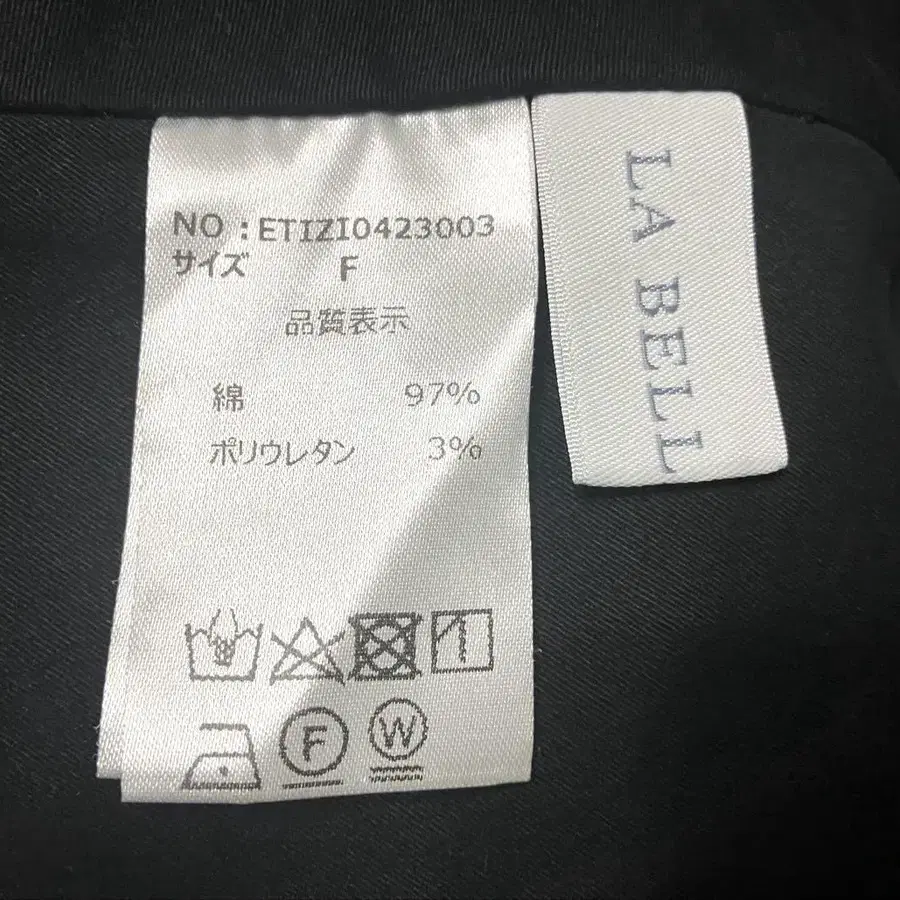 NO : ETIZI0423003
サイズ F
品質表示
綿 97%
ポリウレタン 3%
F
W
LA BELL